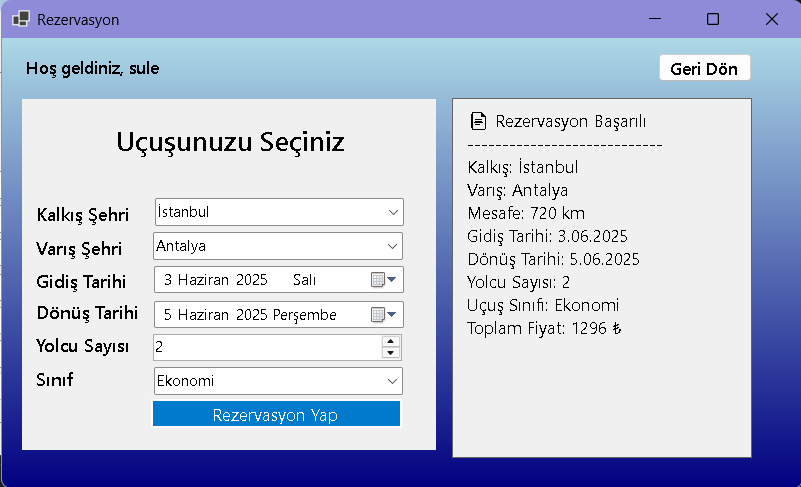 Rezervasyon
Hoş geldiniz, sule
Geri Dön
Uçuşunuzu Seçiniz
Kalkış Şehri
İstanbul
Varış Şehri
Antalya
Gidiş Tarihi
3 Haziran 2025 Salı
Dönüş Tarihi
5 Haziran 2025 Perşembe
Yolcu Sayısı
2
Sınıf
Ekonomi
Rezervasyon Yap
Rezervasyon Başarılı
----------------------------
Kalkış: İstanbul
Varış: Antalya
Mesafe: 720 km
Gidiş Tarihi: 3.06.2025
Dönüş Tarihi: 5.06.2025
Yolcu Sayısı: 2
Uçuş Sınıfı: Ekonomi
Toplam Fiyat: 1296 ₺